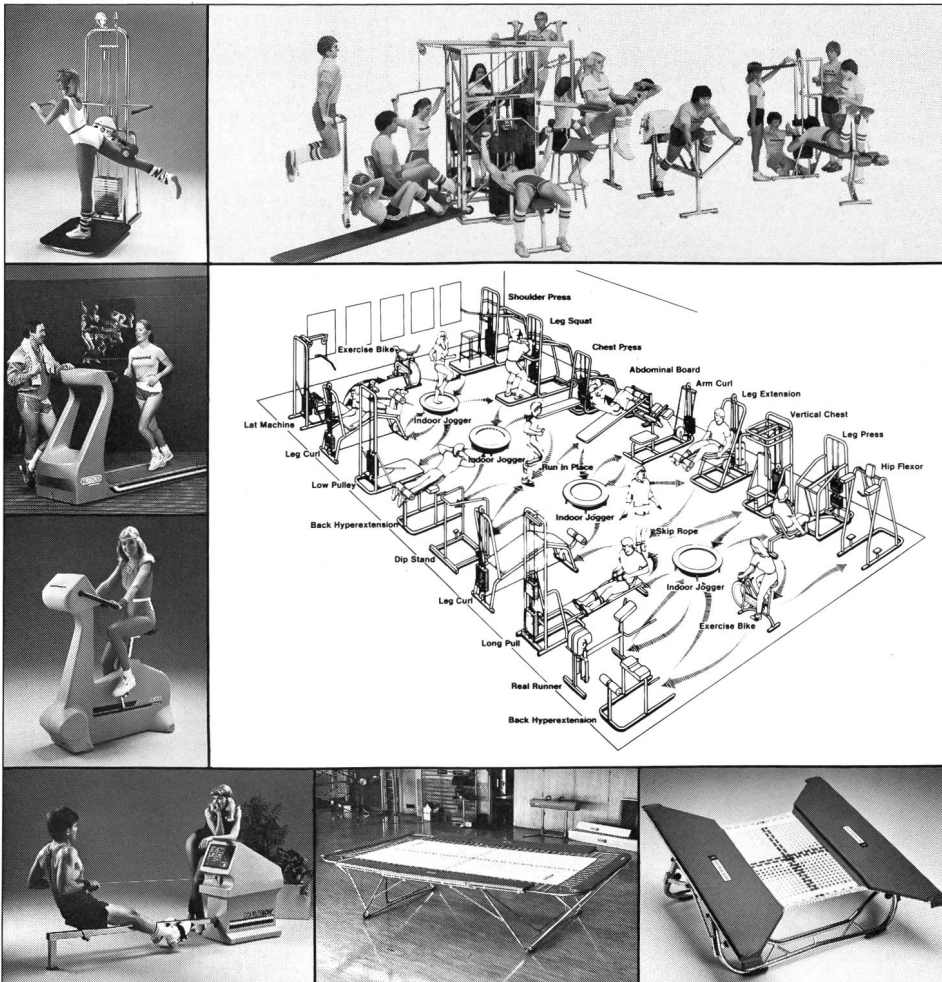 Shoulder Press
Leg Squat
Exercise Bike
Chest Press
Abdominal Board
Arm Curl
Leg Extension
Vertical Chest
Leg Press
Hip Flexor
Lat Machine
Indoor Jogger
Leg Curl
Indoor Jogger
Run in Place
Low Pulley
Indoor Jogger
Back Hyperextension
Skip Rope
Dip Stand
Indoor Jogger
Leg Curl
Exercise Bike
Long Pull
Real Runner
Back Hyperextension